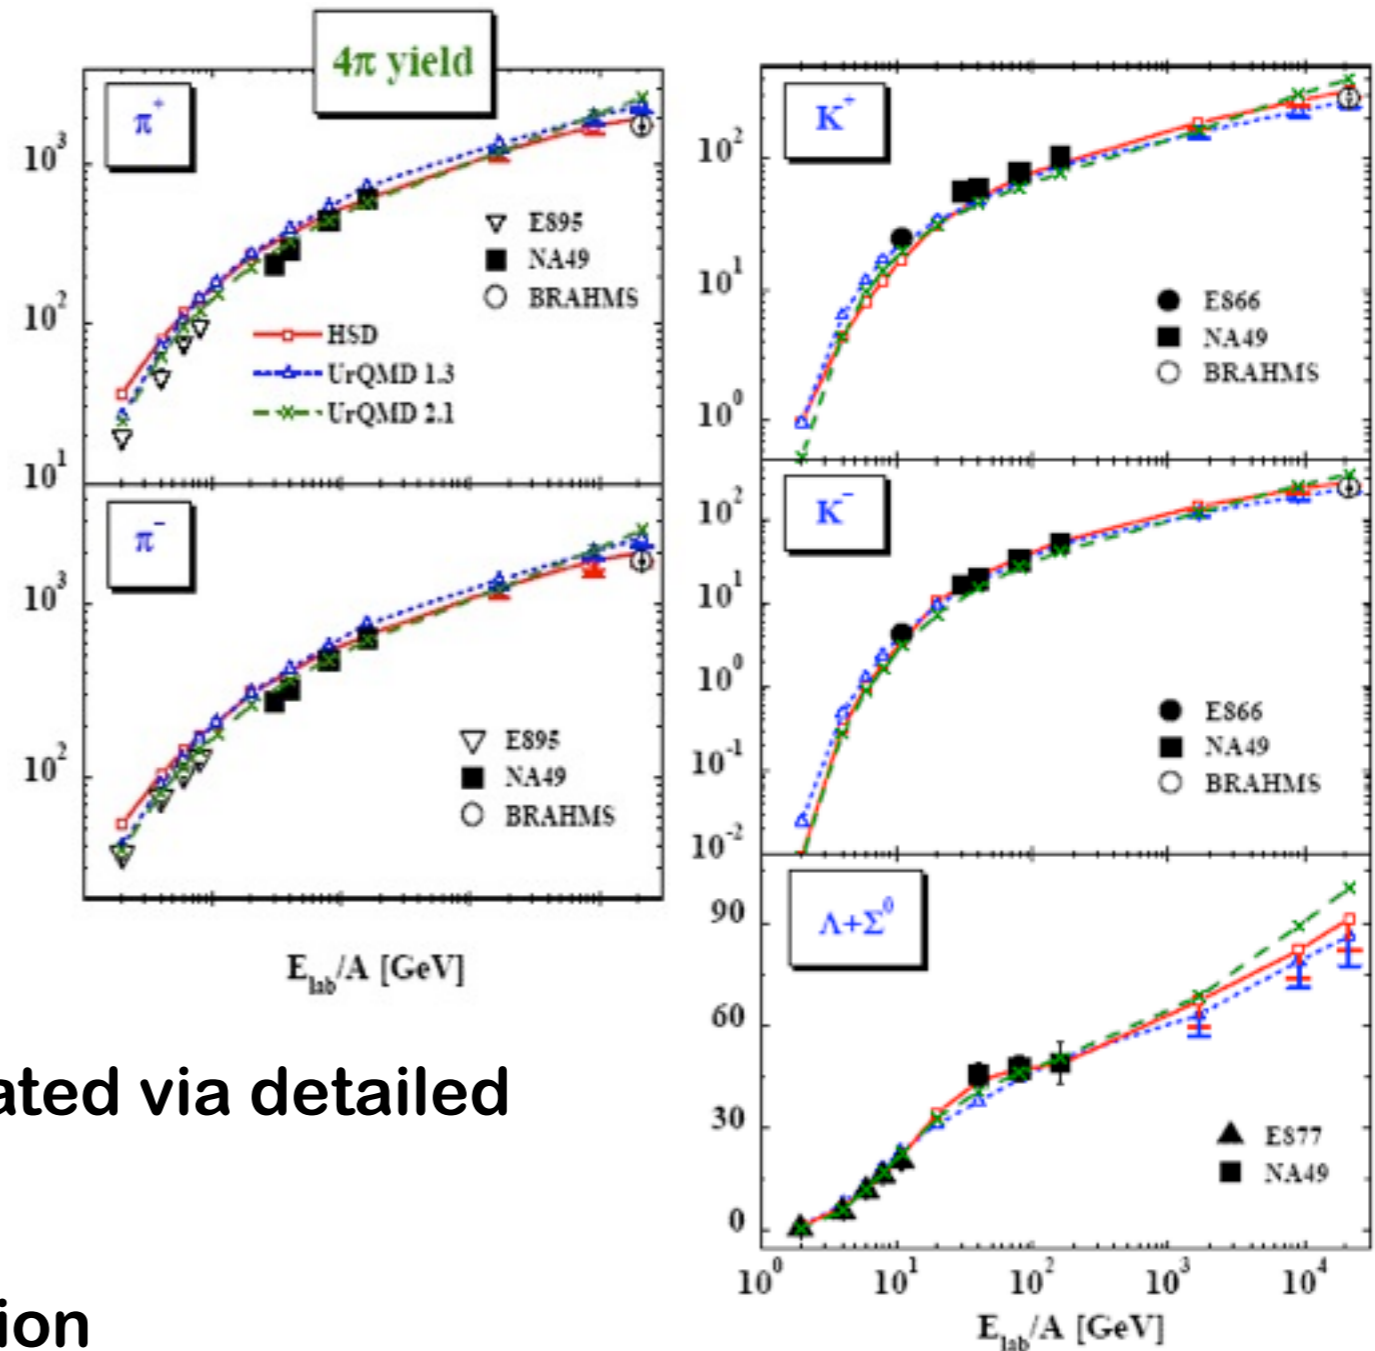 4π yield
π⁺
10³
10²
10¹
E895
NA49
BRAHMS
HSD
UrQMD 1.3
UrQMD 2.1
π⁻
10³
10²
E895
NA49
BRAHMS
E_lab/A [GeV]
K⁺
10²
10¹
10⁰
E866
NA49
BRAHMS
K⁻
10²
10¹
10⁰
10⁻¹
10⁻²
E866
NA49
BRAHMS
Λ+Σ⁰
90
60
30
0
E877
NA49
10⁰ 10¹ 10² 10³ 10⁴
E_lab/A [GeV]
ated via detailed
ion